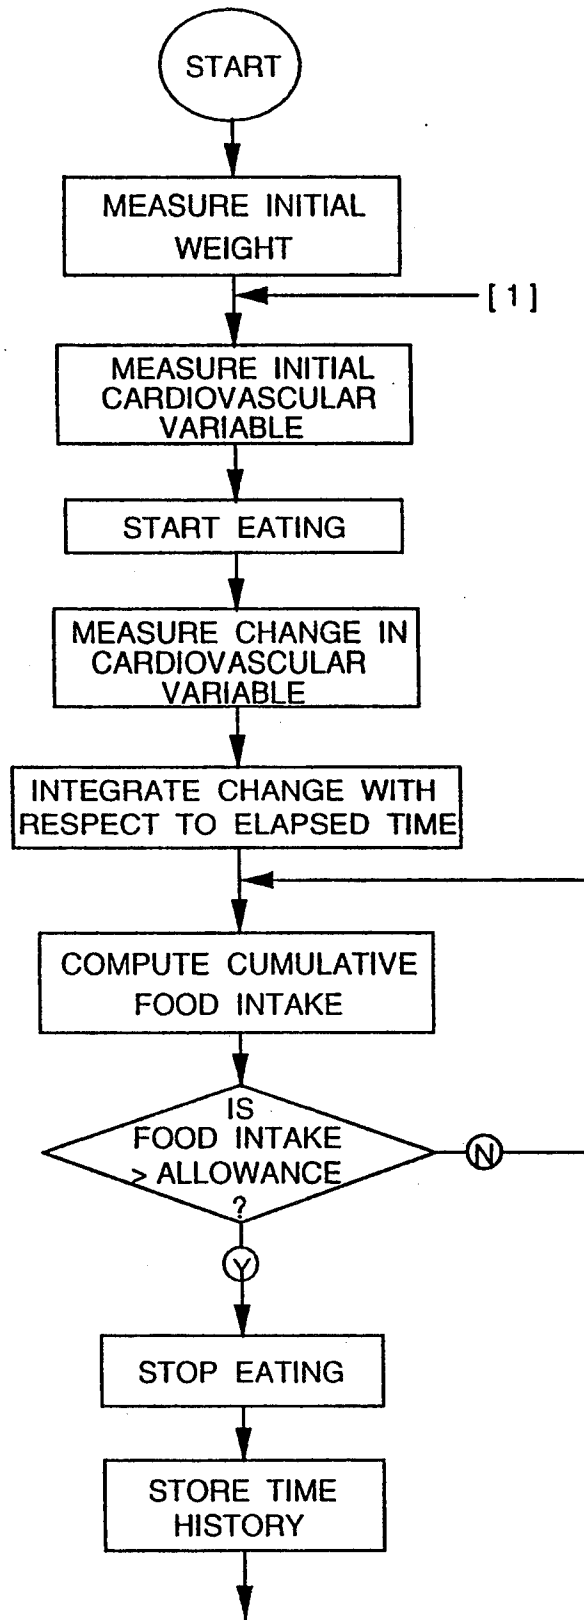 START
MEASURE INITIAL
WEIGHT
[ 1 ]
MEASURE INITIAL
CARDIOVASCULAR
VARIABLE
START EATING
MEASURE CHANGE IN
CARDIOVASCULAR
VARIABLE
INTEGRATE CHANGE WITH
RESPECT TO ELAPSED TIME
COMPUTE CUMULATIVE
FOOD INTAKE
IS
FOOD INTAKE
> ALLOWANCE
?
N
Y
STOP EATING
STORE TIME
HISTORY